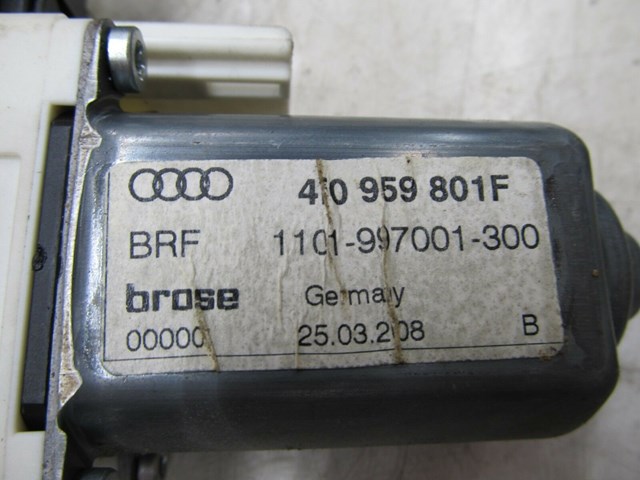 4F0 959 801F
BRF 1101-997001-300
brose Germany
00000 25.03.2008 B